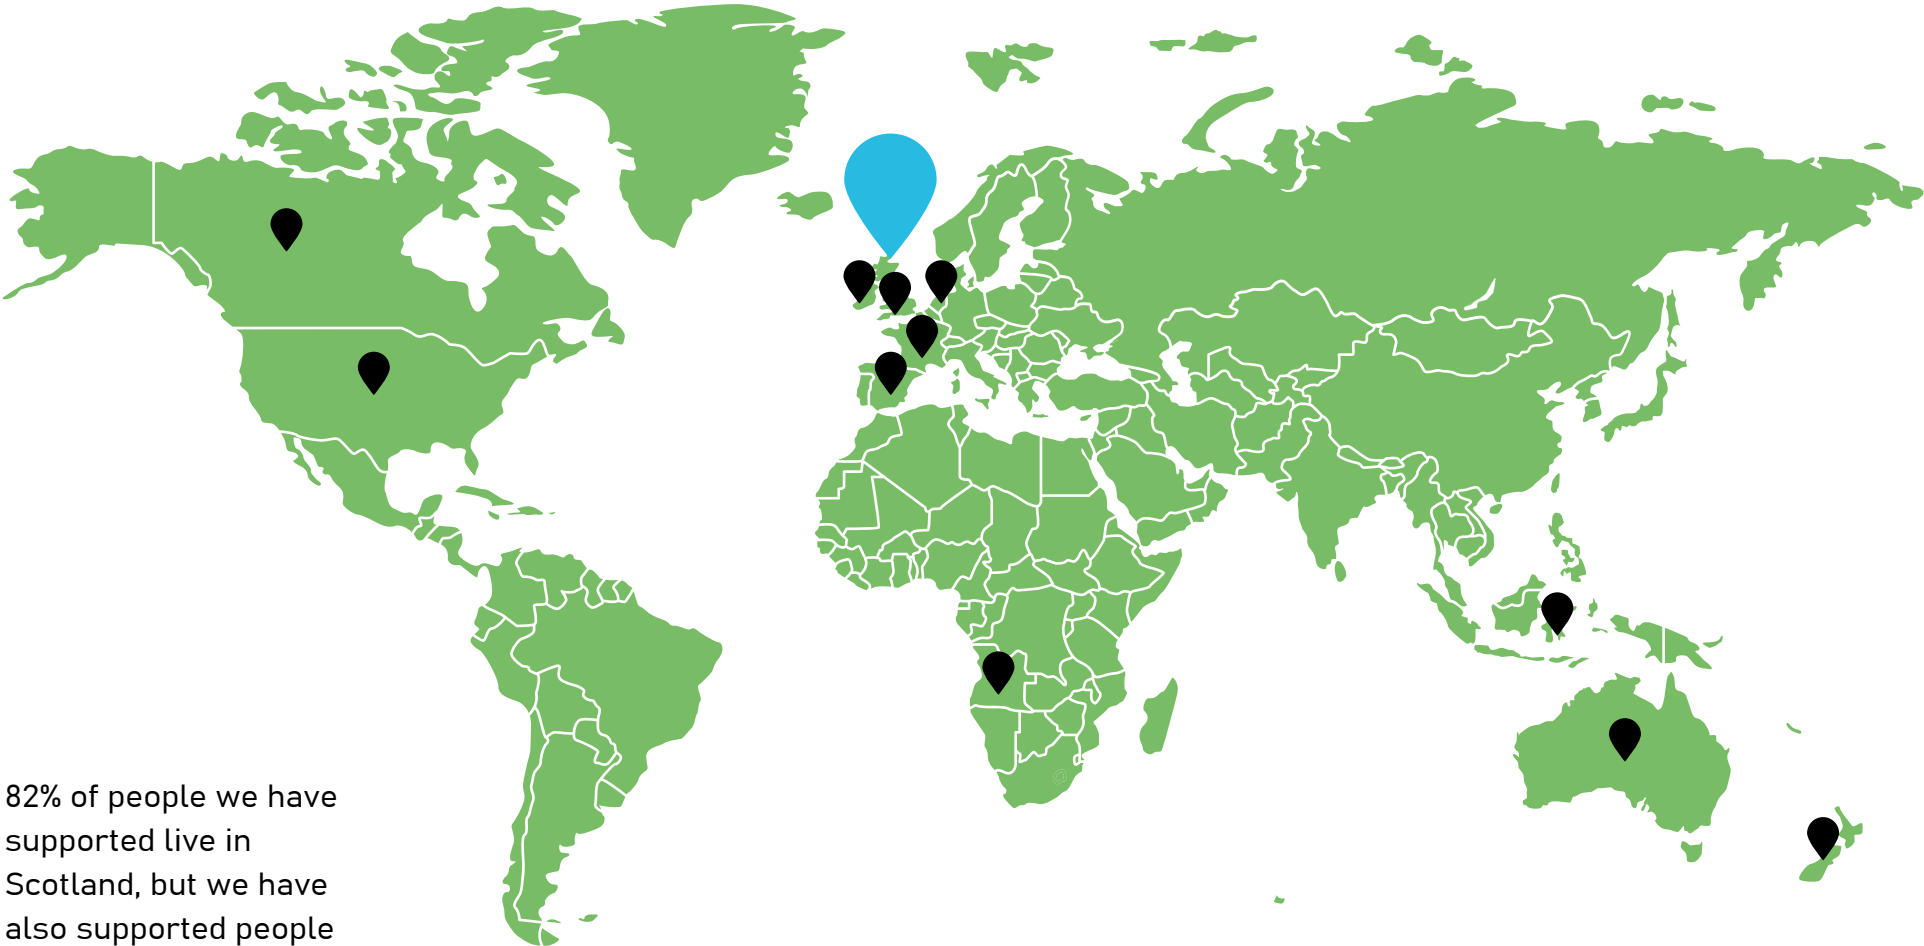 82% of people we have
supported live in
Scotland, but we have
also supported people